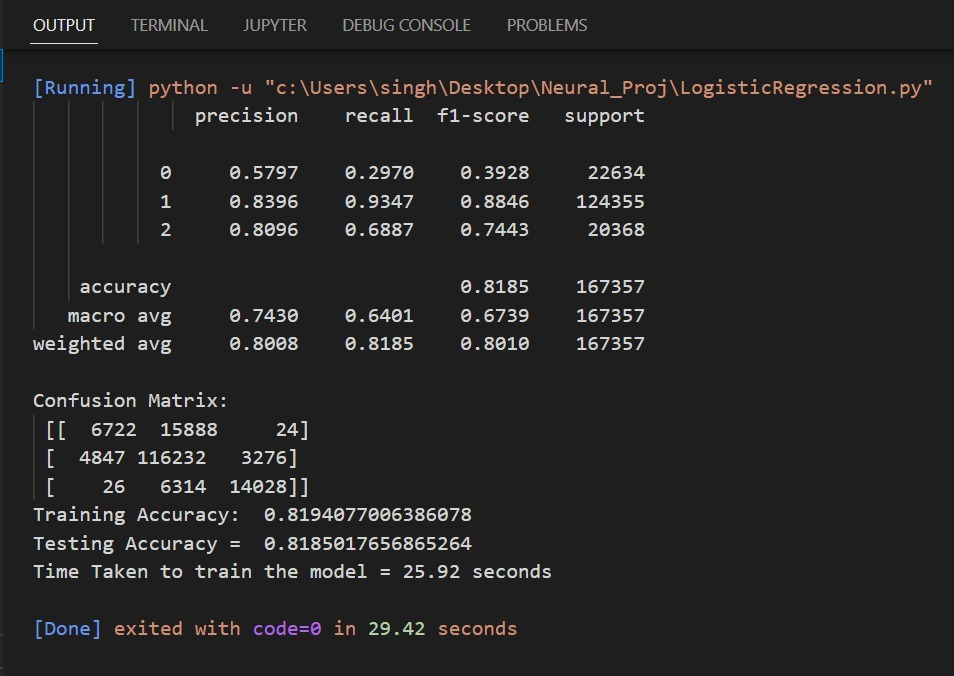 OUTPUT TERMINAL JUPYTER DEBUG CONSOLE PROBLEMS
[Running] python -u "c:\Users\singh\Desktop\Neural_Proj\LogisticRegression.py"
precision recall f1-score support
0 0.5797 0.2970 0.3928 22634
1 0.8396 0.9347 0.8846 124355
2 0.8096 0.6887 0.7443 20368
accuracy 0.8185 167357
macro avg 0.7430 0.6401 0.6739 167357
weighted avg 0.8008 0.8185 0.8010 167357
Confusion Matrix:
[[ 6722 15888 24]
[ 4847 116232 3276]
[ 26 6314 14028]]
Training Accuracy: 0.8194077006386078
Testing Accuracy = 0.8185017656865264
Time Taken to train the model = 25.92 seconds
[Done] exited with code=0 in 29.42 seconds